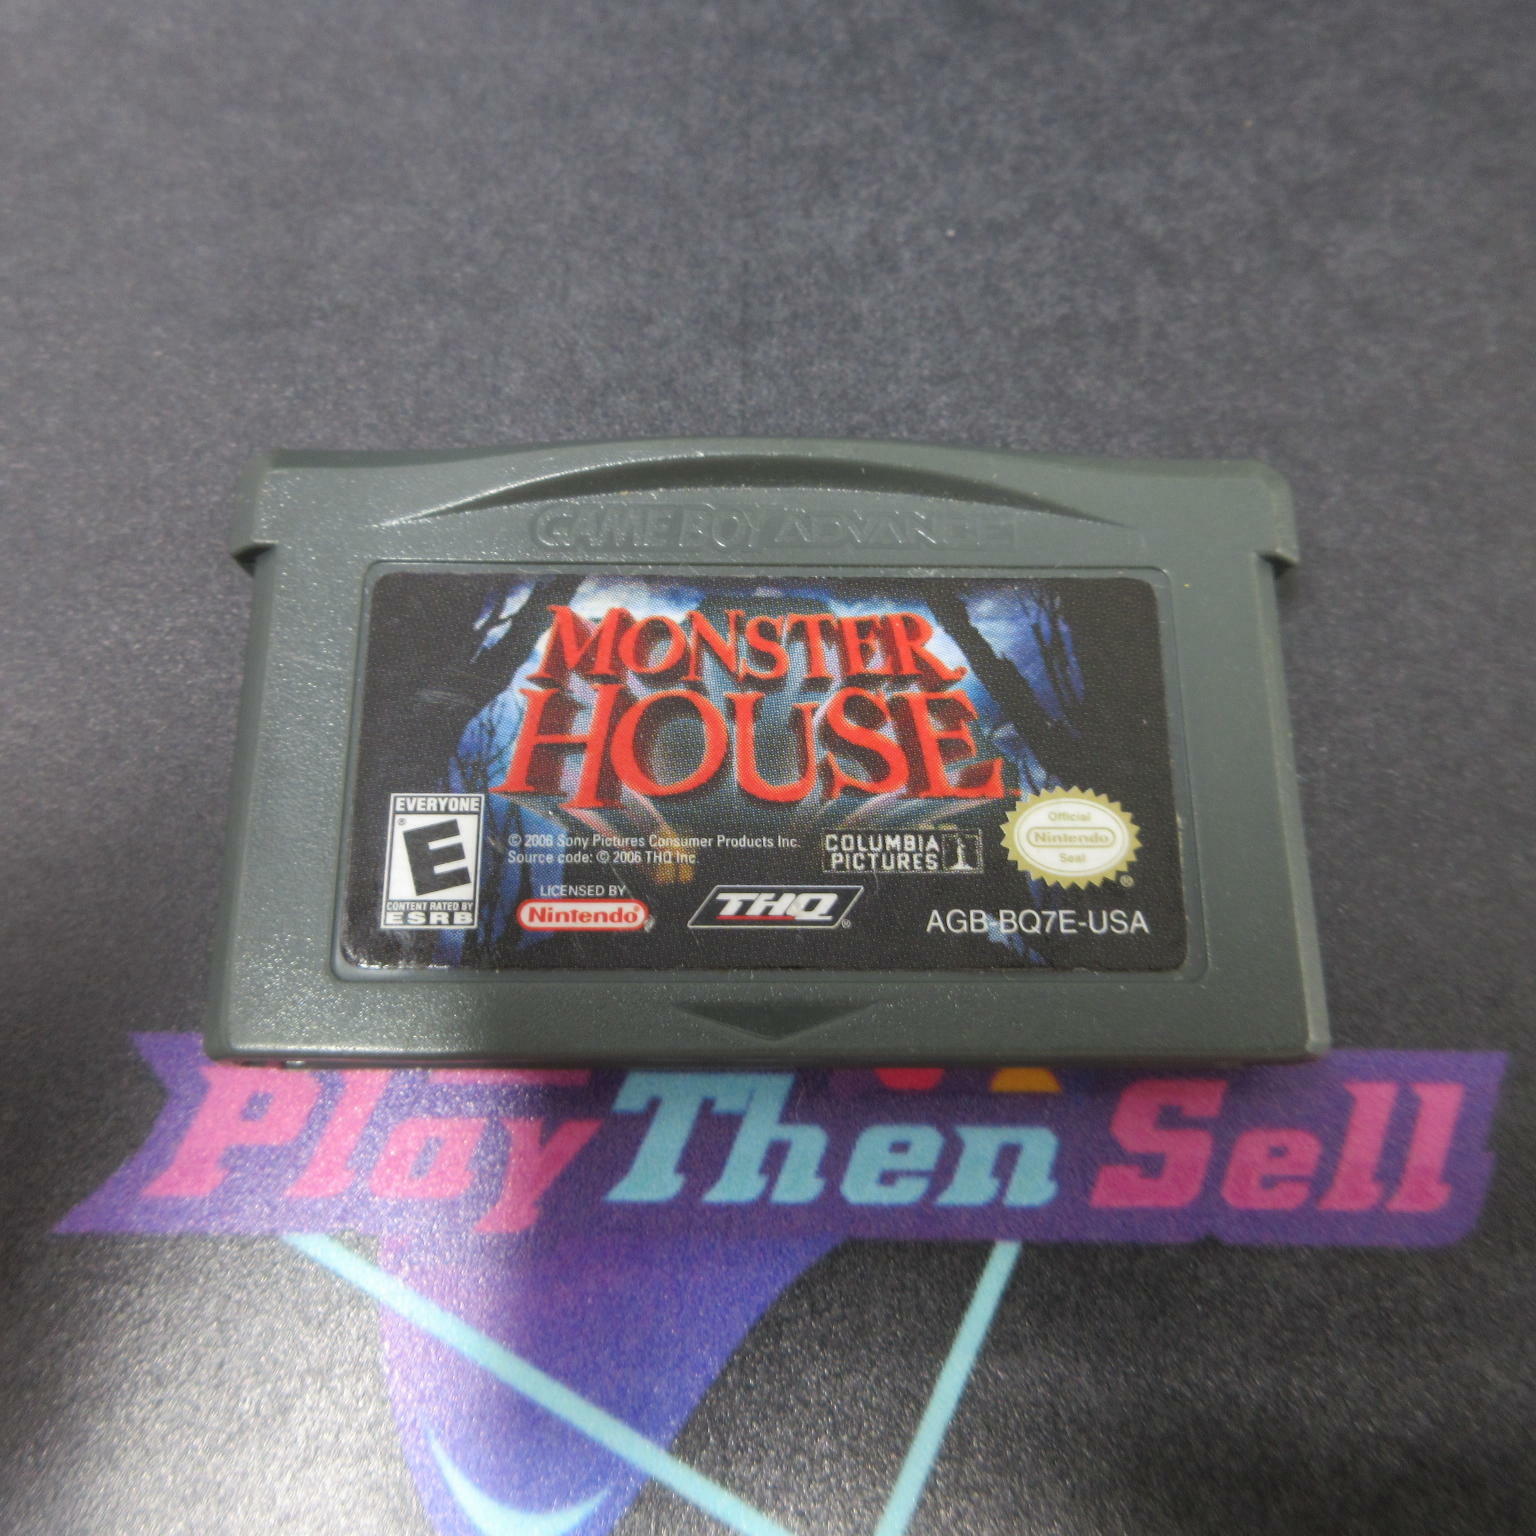 GAME BOY ADVANCE
MONSTER
HOUSE
EVERYONE
E
CONTENT RATED BY
ESRB
© 2006 Sony Pictures Consumer Products Inc.
Source code: © 2006 THQ Inc.
COLUMBIA
PICTURES
Official
Nintendo
Seal
®
LICENSED BY
Nintendo®
THQ®
AGB-BQ7E-USA
Play Then Sell